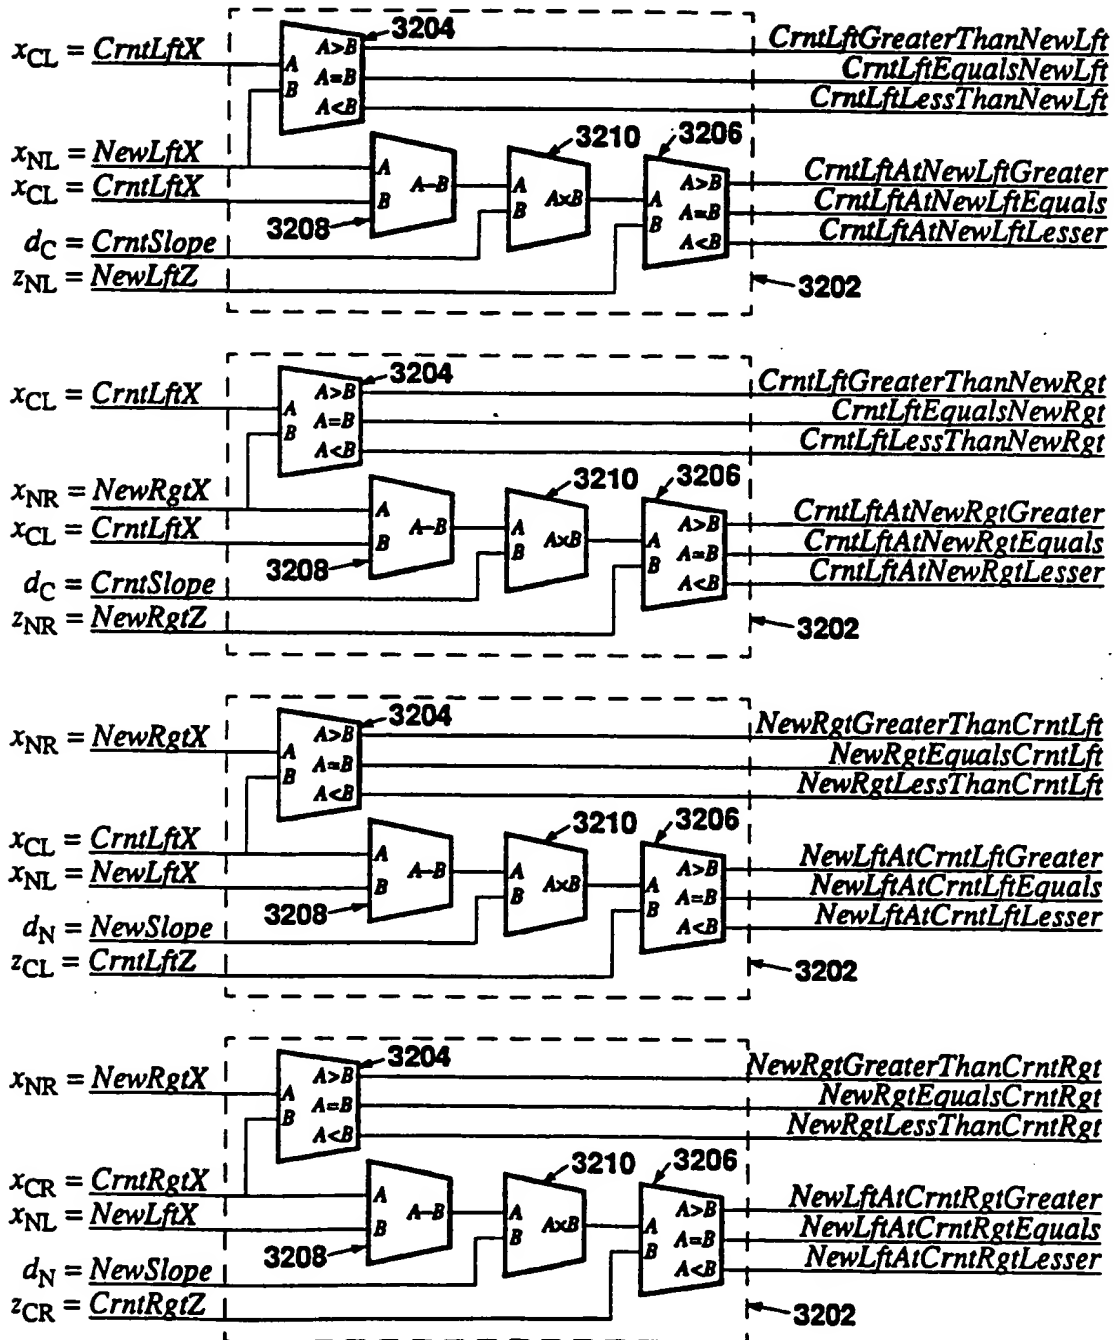 3204
x_CL = CrntLftX
A
B
A>B
A=B
A<B
CrntLftGreaterThanNewLft
CrntLftEqualsNewLft
CrntLftLessThanNewLft
3210
3206
x_NL = NewLftX
x_CL = CrntLftX
A
B
A–B
3208
A
B
A×B
A
B
A>B
A=B
A<B
CrntLftAtNewLftGreater
CrntLftAtNewLftEquals
CrntLftAtNewLftLesser
d_C = CrntSlope
z_NL = NewLftZ
3202
3204
x_CL = CrntLftX
A
B
A>B
A=B
A<B
CrntLftGreaterThanNewRgt
CrntLftEqualsNewRgt
CrntLftLessThanNewRgt
3210
3206
x_NR = NewRgtX
x_CL = CrntLftX
A
B
A–B
3208
A
B
A×B
A
B
A>B
A=B
A<B
CrntLftAtNewRgtGreater
CrntLftAtNewRgtEquals
CrntLftAtNewRgtLesser
d_C = CrntSlope
z_NR = NewRgtZ
3202
3204
x_NR = NewRgtX
A
B
A>B
A=B
A<B
NewRgtGreaterThanCrntLft
NewRgtEqualsCrntLft
NewRgtLessThanCrntLft
3210
3206
x_CL = CrntLftX
x_NL = NewLftX
A
B
A–B
3208
A
B
A×B
A
B
A>B
A=B
A<B
NewLftAtCrntLftGreater
NewLftAtCrntLftEquals
NewLftAtCrntLftLesser
d_N = NewSlope
z_CL = CrntLftZ
3202
3204
x_NR = NewRgtX
A
B
A>B
A=B
A<B
NewRgtGreaterThanCrntRgt
NewRgtEqualsCrntRgt
NewRgtLessThanCrntRgt
3210
3206
x_CR = CrntRgtX
x_NL = NewLftX
A
B
A–B
3208
A
B
A×B
A
B
A>B
A=B
A<B
NewLftAtCrntRgtGreater
NewLftAtCrntRgtEquals
NewLftAtCrntRgtLesser
d_N = NewSlope
z_CR = CrntRgtZ
3202